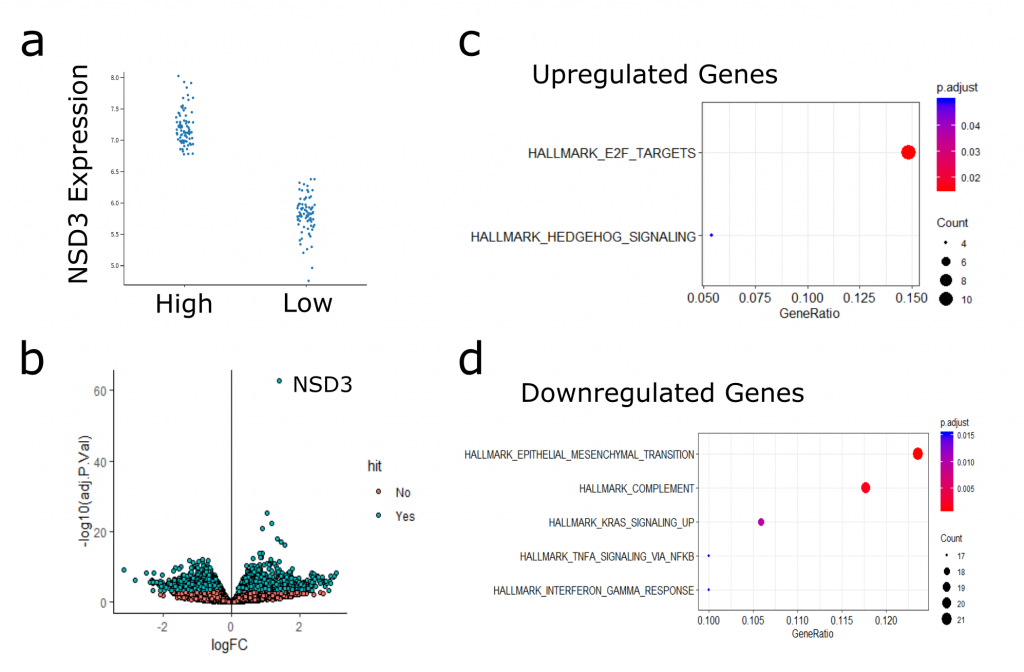 a
NSD3 Expression
8.0
7.5
7.0
6.5
6.0
5.5
5.0
High
Low
b
-log10(adj.P.Val)
60
40
20
0
-2
0
2
logFC
NSD3
hit
No
Yes
c
Upregulated Genes
HALLMARK_E2F_TARGETS
HALLMARK_HEDGEHOG_SIGNALING
0.050
0.075
0.100
0.125
0.150
GeneRatio
p.adjust
0.04
0.03
0.02
Count
4
6
8
10
d
Downregulated Genes
HALLMARK_EPITHELIAL_MESENCHYMAL_TRANSITION
HALLMARK_COMPLEMENT
HALLMARK_KRAS_SIGNALING_UP
HALLMARK_TNFA_SIGNALING_VIA_NFKB
HALLMARK_INTERFERON_GAMMA_RESPONSE
0.100
0.105
0.110
0.115
0.120
GeneRatio
p.adjust
0.015
0.010
0.005
Count
17
18
19
20
21